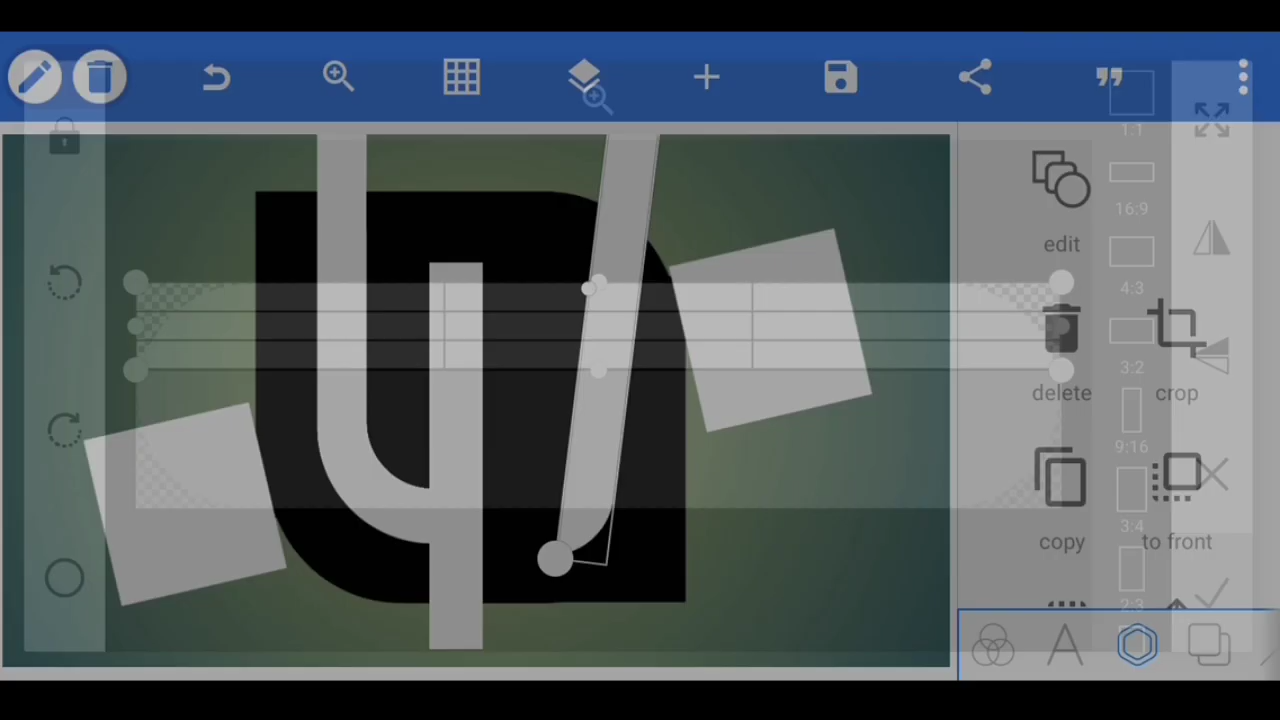 1:1
16:9
edit
4:3
3:2
delete
crop
9:16
3:4
copy
to front
2:3